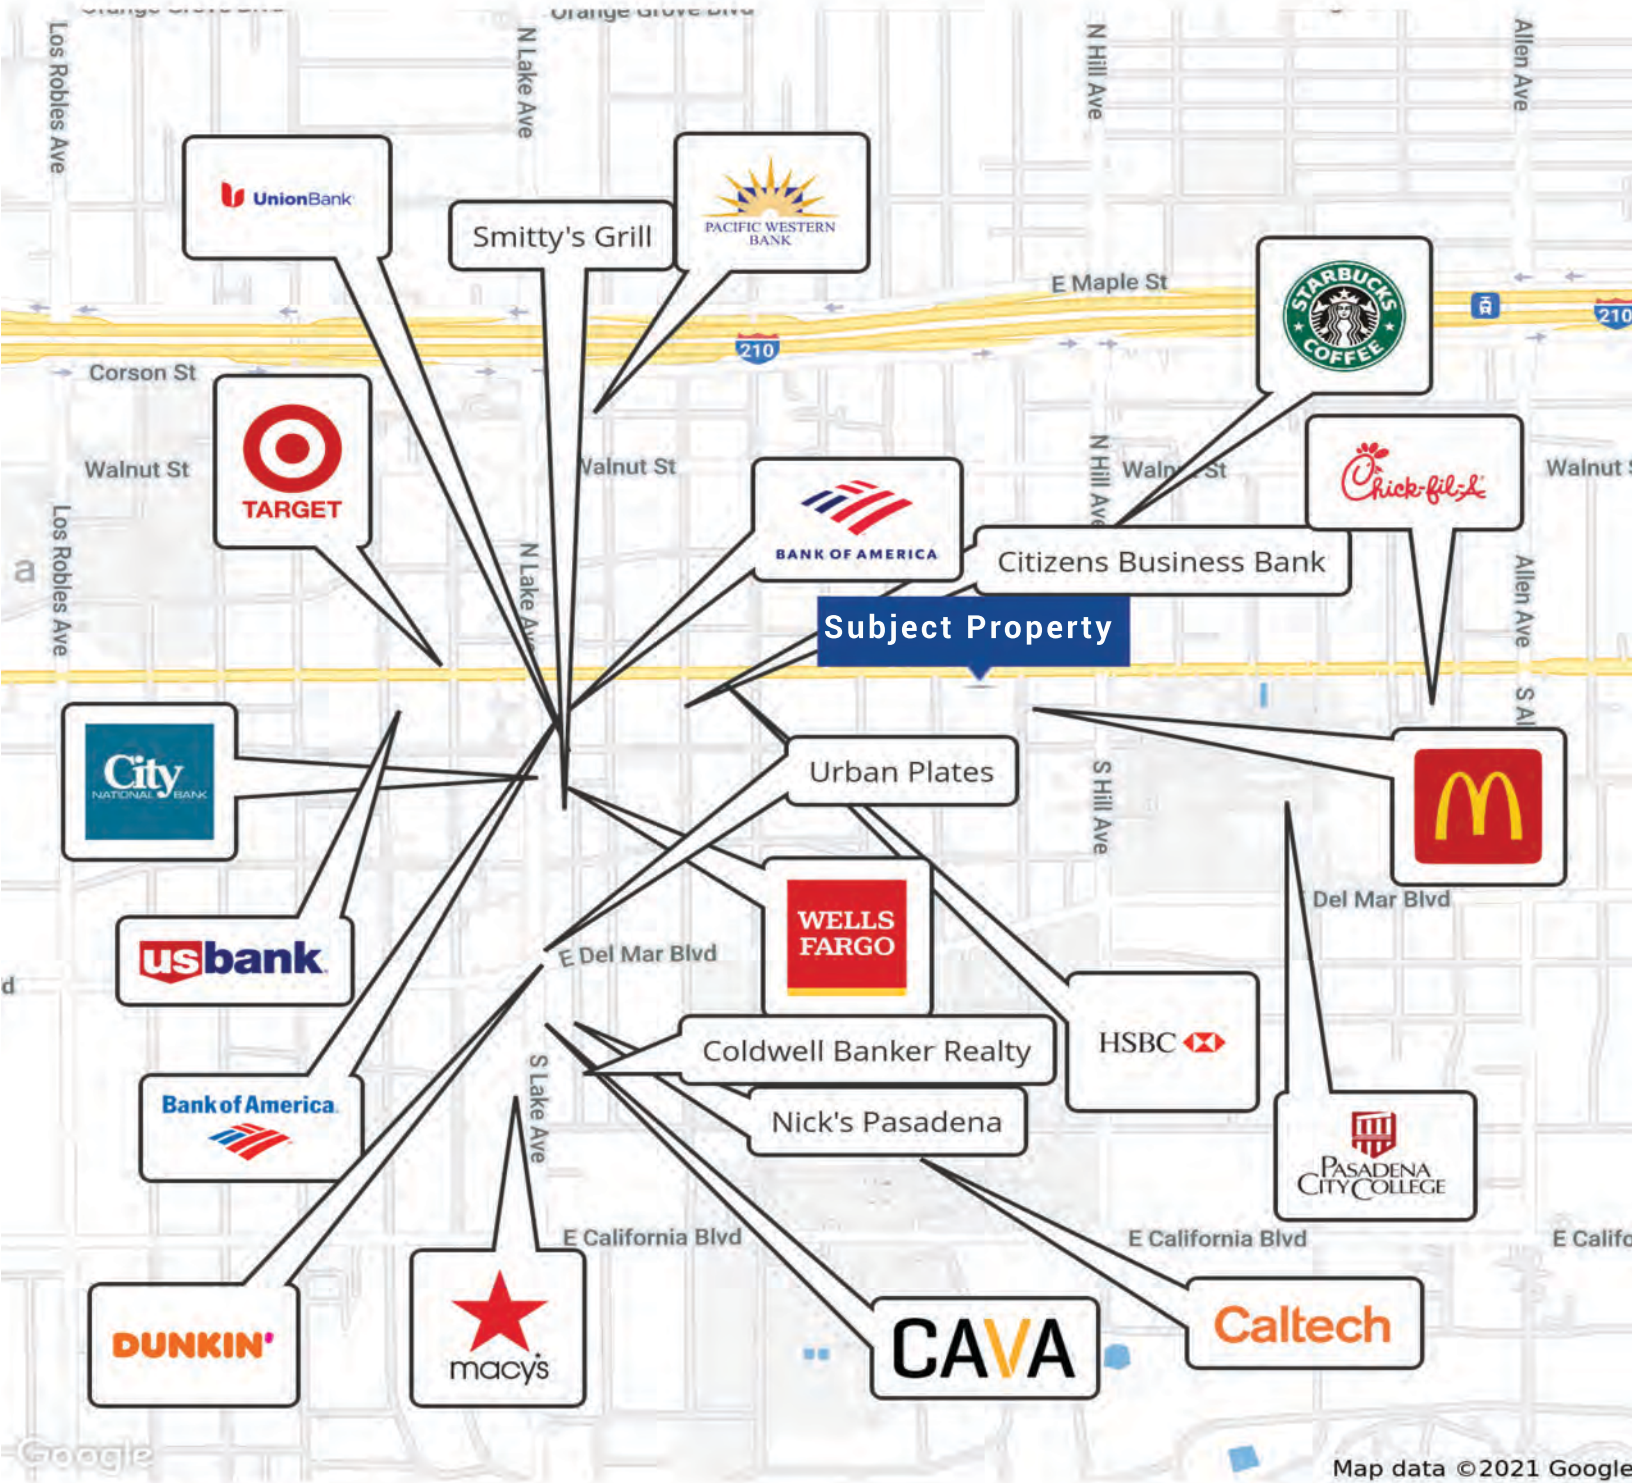 Orange Grove Blvd
Los Robles Ave
N Lake Ave
N Hill Ave
Allen Ave
UnionBank
Smitty's Grill
PACIFIC WESTERN
BANK
E Maple St
STARBUCKS
COFFEE
210
210
Corson St
TARGET
Walnut St
Walnut St
N Hill Ave
Walnut St
Walnut
Chick-fil-A
BANK OF AMERICA
Citizens Business Bank
Los Robles Ave
N Lake Ave
Allen Ave
a
Subject Property
City
NATIONAL BANK
S Al
Urban Plates
S Hill Ave
Del Mar Blvd
usbank
WELLS
FARGO
E Del Mar Blvd
d
HSBC
Coldwell Banker Realty
S Lake Ave
Bank of America
Nick's Pasadena
PASADENA
CITY COLLEGE
E California Blvd
E California Blvd
E Califo
DUNKIN'
macy's
CAVA
Caltech
Google
Map data ©2021 Google